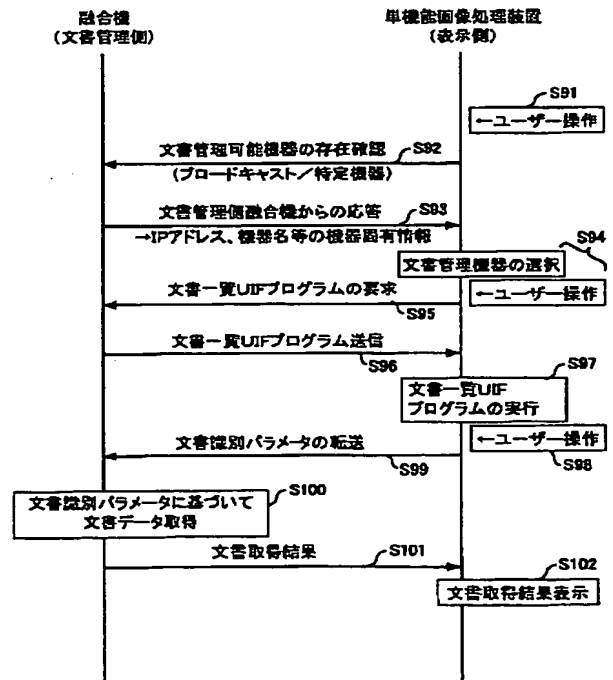 融合機
(文書管理側)
単機能画像処理装置
(表示側)
S91
←ユーザー操作
文書管理可能機器の存在確認
S92
(ブロードキャスト/特定機器)
文書管理側融合機からの応答
S93
→IPアドレス、機器名等の機器固有情報
S94
文書管理機器の選択
←ユーザー操作
文書一覧UIFプログラムの要求
S95
文書一覧UIFプログラム送信
S96
S97
文書一覧UIF
プログラムの実行
←ユーザー操作
S98
文書識別パラメータの転送
S99
S100
文書識別パラメータに基づいて
文書データ取得
文書取得結果
S101
S102
文書取得結果表示